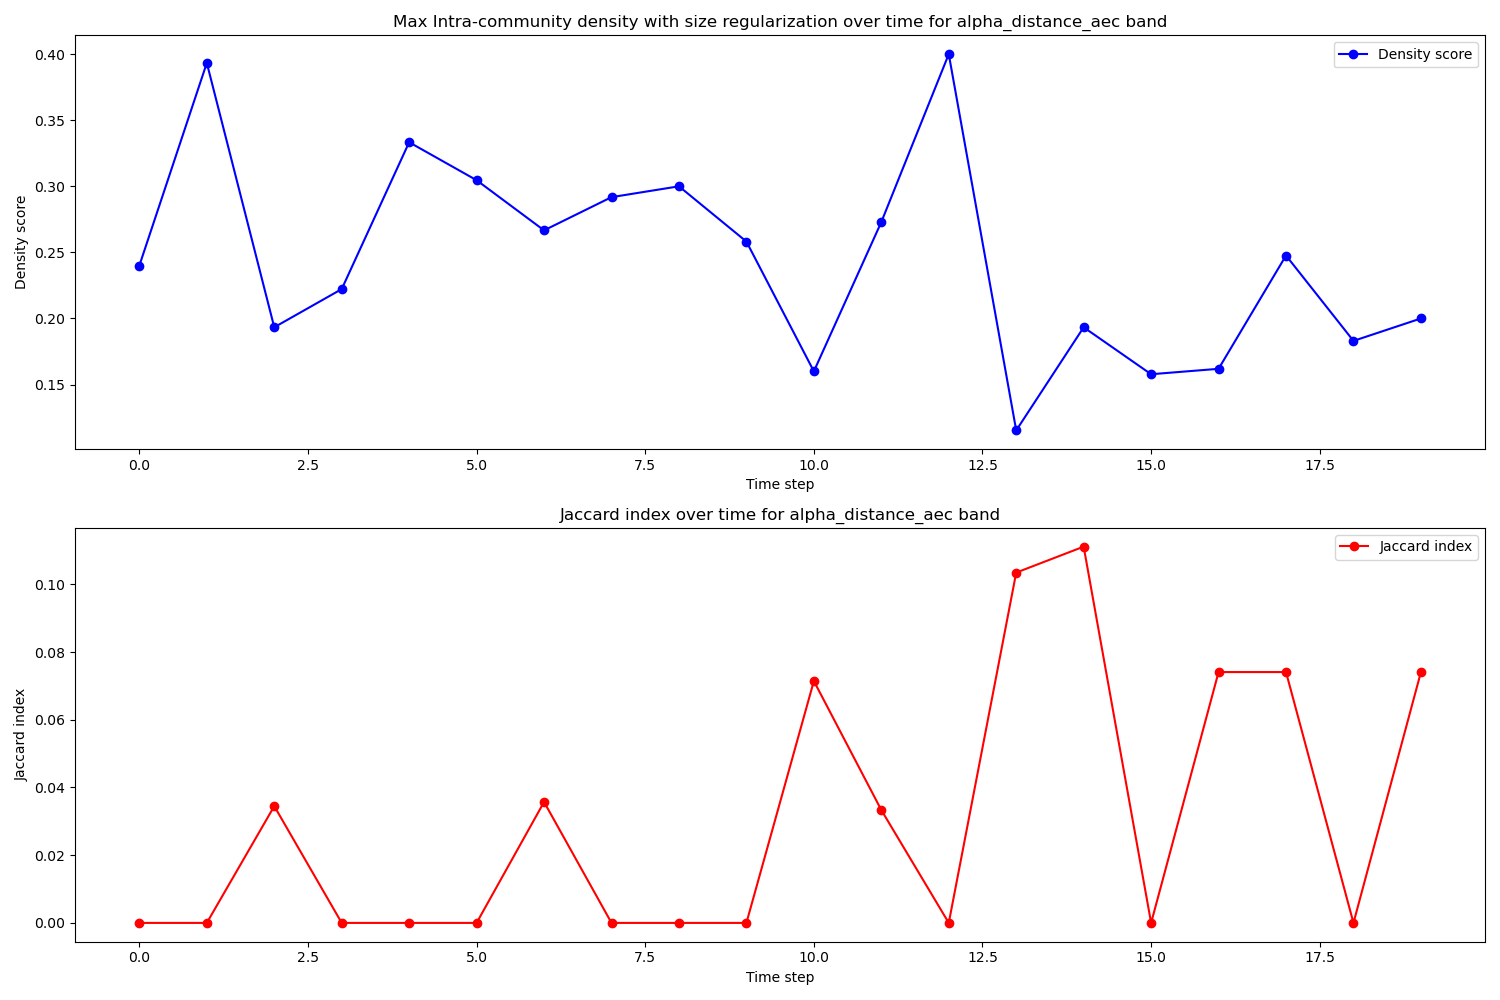 Max Intra-community density with size regularization over time for alpha_distance_aec band
Density score
0.40
0.35
0.30
0.25
0.20
0.15
Density score
0.0 2.5 5.0 7.5 10.0 12.5 15.0 17.5
Time step
Jaccard index over time for alpha_distance_aec band
Jaccard index
0.10
0.08
0.06
0.04
0.02
0.00
Jaccard index
0.0 2.5 5.0 7.5 10.0 12.5 15.0 17.5
Time step